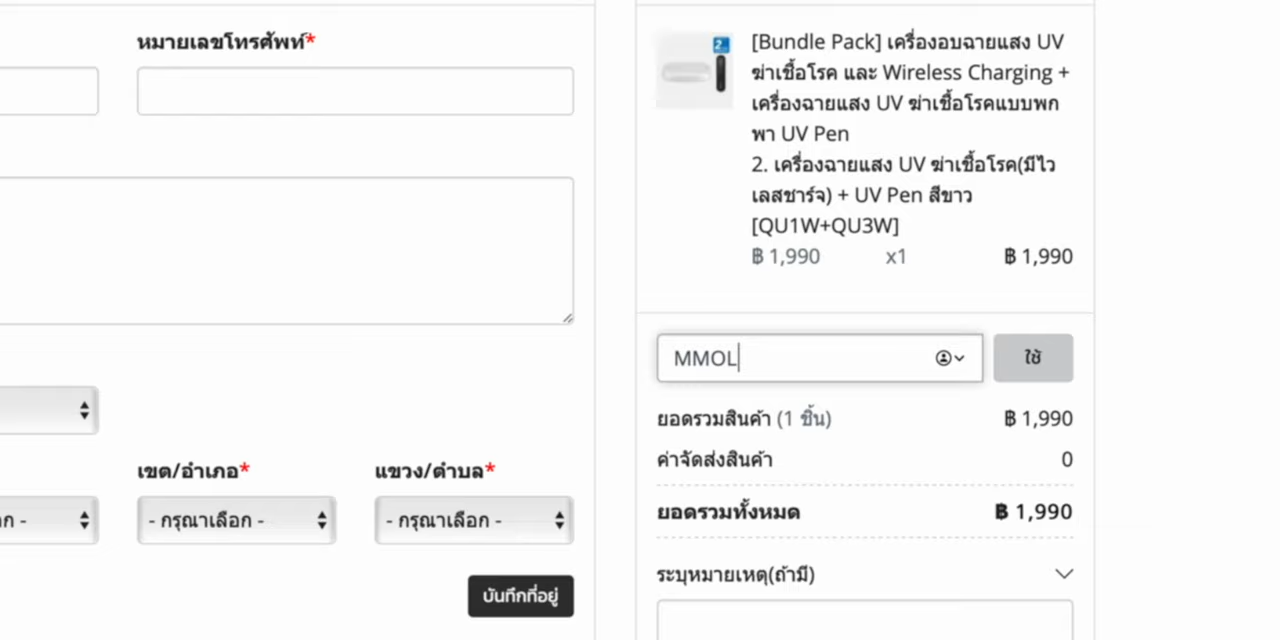 หมายเลขโทรศัพท์*
2
[Bundle Pack] เครื่องอบฉายแสง UV
ฆ่าเชื้อโรค และ Wireless Charging +
เครื่องฉายแสง UV ฆ่าเชื้อโรคแบบพก
พา UV Pen
2. เครื่องฉายแสง UV ฆ่าเชื้อโรค(มีไว
เลสชาร์จ) + UV Pen สีขาว
[QU1W+QU3W]
฿ 1,990 x1 ฿ 1,990
MMOL ใช้
ยอดรวมสินค้า (1 ชิ้น) ฿ 1,990
ค่าจัดส่งสินค้า 0
ยอดรวมทั้งหมด ฿ 1,990
ระบุหมายเหตุ(ถ้ามี)
เขต/อำเภอ* แขวง/ตำบล*
- กรุณาเลือก - - กรุณาเลือก -
บันทึกที่อยู่